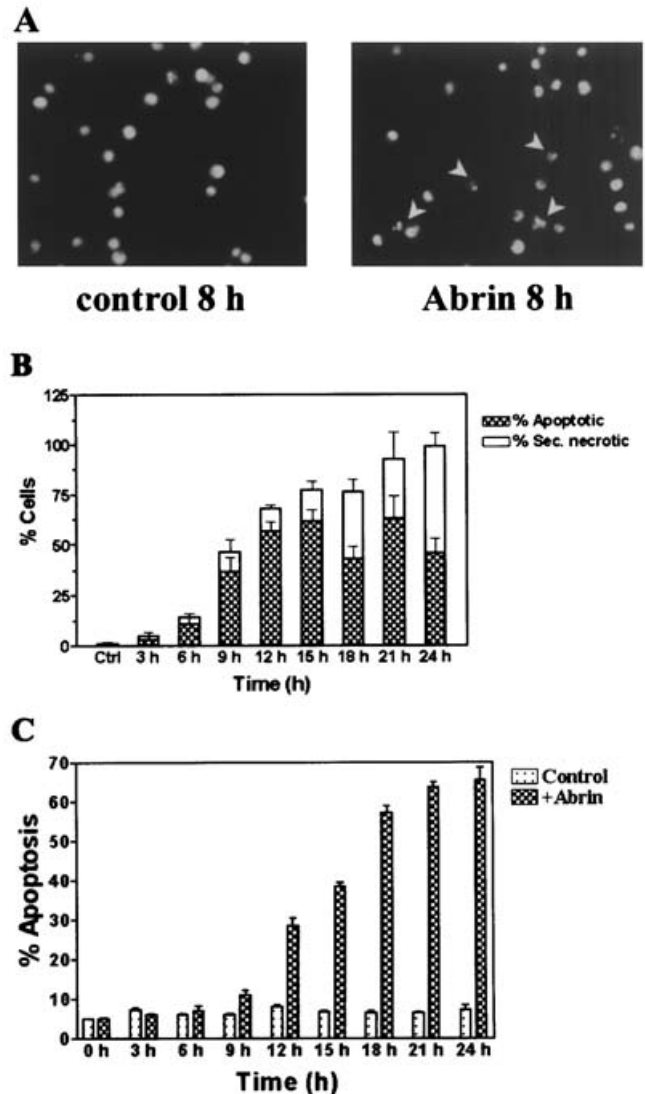 A
control 8 h
Abrin 8 h
B
125
100
75
50
25
0
% Cells
Ctrl 3 h 6 h 9 h 12 h 15 h 18 h 21 h 24 h
Time (h)
% Apoptotic
% Sec. necrotic
C
70
60
50
40
30
20
10
0
% Apoptosis
0 h 3 h 6 h 9 h 12 h 15 h 18 h 21 h 24 h
Time (h)
Control
+Abrin